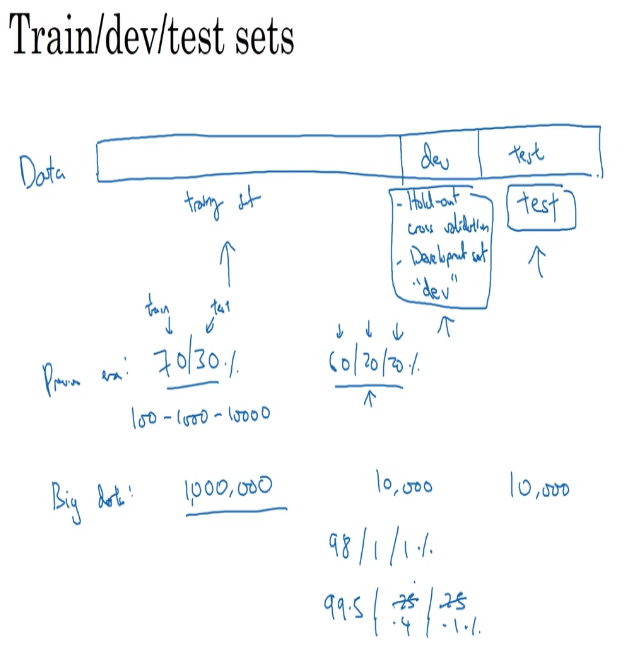 Train/dev/test sets
Data dev test
traing set
- Hold-out
cross validation
- Development set
"dev"
test
train test
Previous era: 70/30% 60/20/20%
100-1000-10000
Big data: 1,000,000 10,000 10,000
98/1/1%
99.5/25/25
.4 .1%